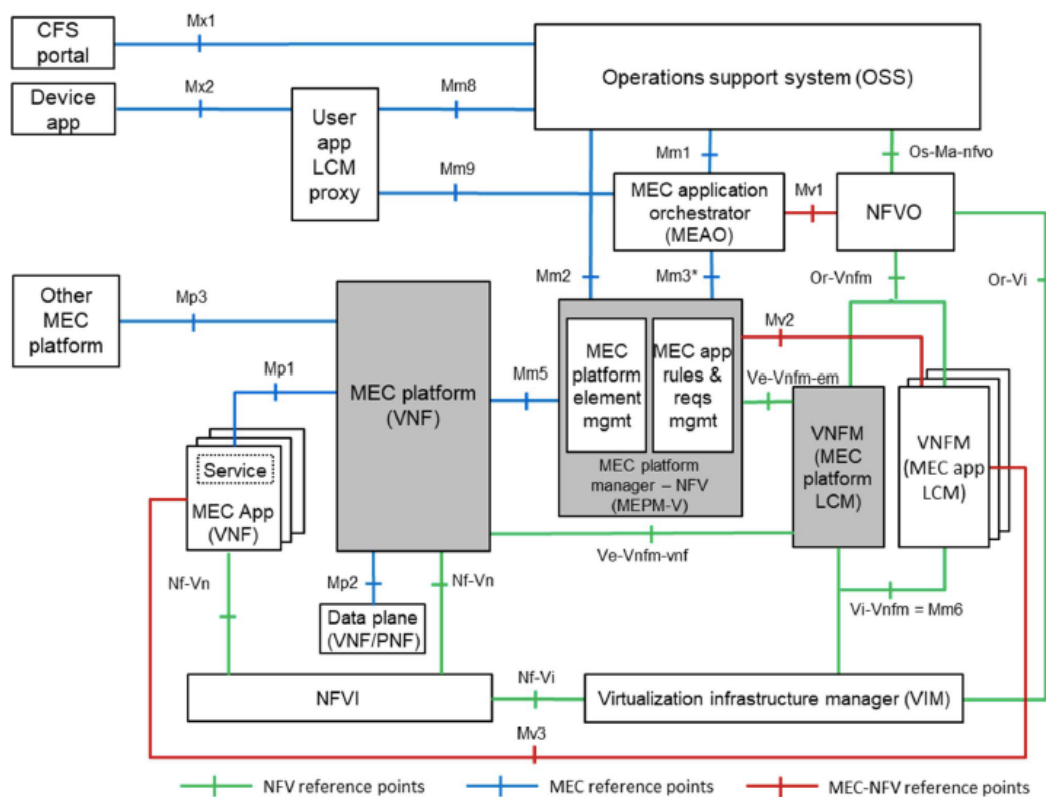 CFS
portal
Mx1
Operations support system (OSS)
Device
app
Mx2
User
app
LCM
proxy
Mm8
Mm9
Mm1
Os-Ma-nfvo
MEC application
orchestrator
(MEAO)
Mv1
NFVO
Other
MEC
platform
Mp3
Mm2
Mm3*
Or-Vnfm
Or-Vi
MEC platform
(VNF)
Mp1
Mm5
MEC
platform
element
mgmt
MEC app
rules &
reqs
mgmt
MEC platform
manager – NFV
(MEPM-V)
Mv2
Ve-Vnfm-em
VNFM
(MEC
platform
LCM)
VNFM
(MEC app
LCM)
Service
MEC App
(VNF)
Ve-Vnfm-vnf
Nf-Vn
Mp2
Nf-Vn
Data plane
(VNF/PNF)
Vi-Vnfm = Mm6
NFVI
Nf-Vi
Virtualization infrastructure manager (VIM)
Mv3
NFV reference points
MEC reference points
MEC-NFV reference points